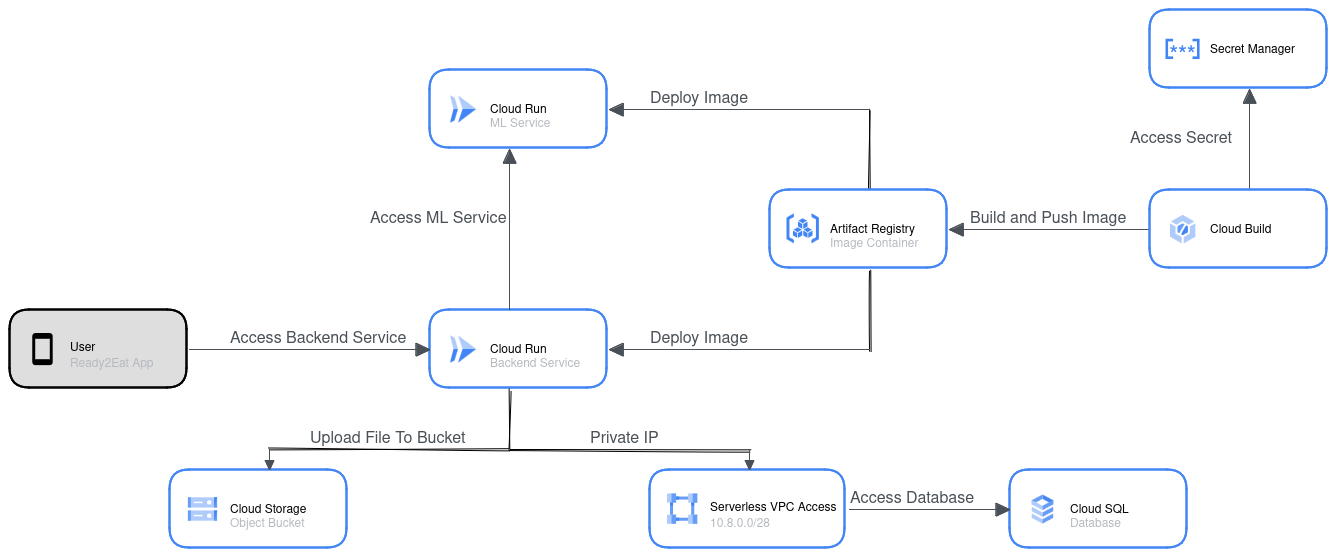 [***]
Secret Manager
Deploy Image
Cloud Run
ML Service
Access Secret
Access ML Service
Artifact Registry
Image Container
Build and Push Image
Cloud Build
User
Ready2Eat App
Access Backend Service
Cloud Run
Backend Service
Deploy Image
Upload File To Bucket
Private IP
Cloud Storage
Object Bucket
Serverless VPC Access
10.8.0.0/28
Access Database
Cloud SQL
Database